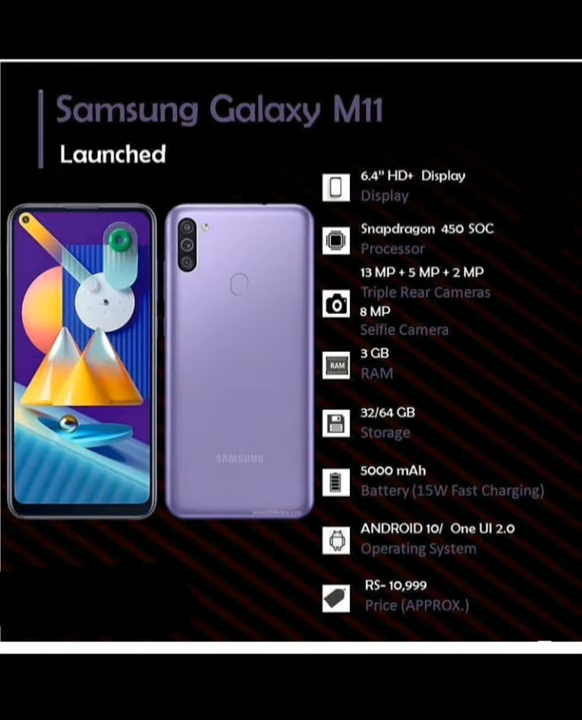 Samsung Galaxy M11
Launched
6.4" HD+ Display
Display
Snapdragon 450 SOC
Processor
13 MP + 5 MP + 2 MP
Triple Rear Cameras
8 MP
Selfie Camera
3 GB
RAM
RAM
32/64 GB
Storage
5000 mAh
Battery (15W Fast Charging)
ANDROID 10/ One UI 2.0
Operating System
RS- 10,999
Price (APPROX.)
SAMSUNG